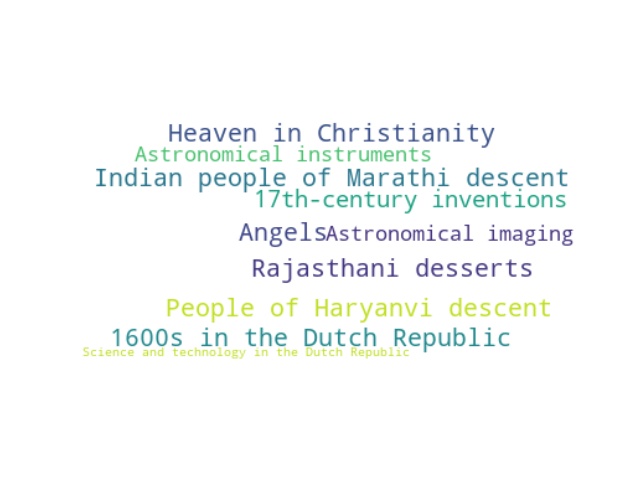 Heaven in Christianity
Astronomical instruments
Indian people of Marathi descent
17th-century inventions
Angels
Astronomical imaging
Rajasthani desserts
People of Haryanvi descent
1600s in the Dutch Republic
Science and technology in the Dutch Republic